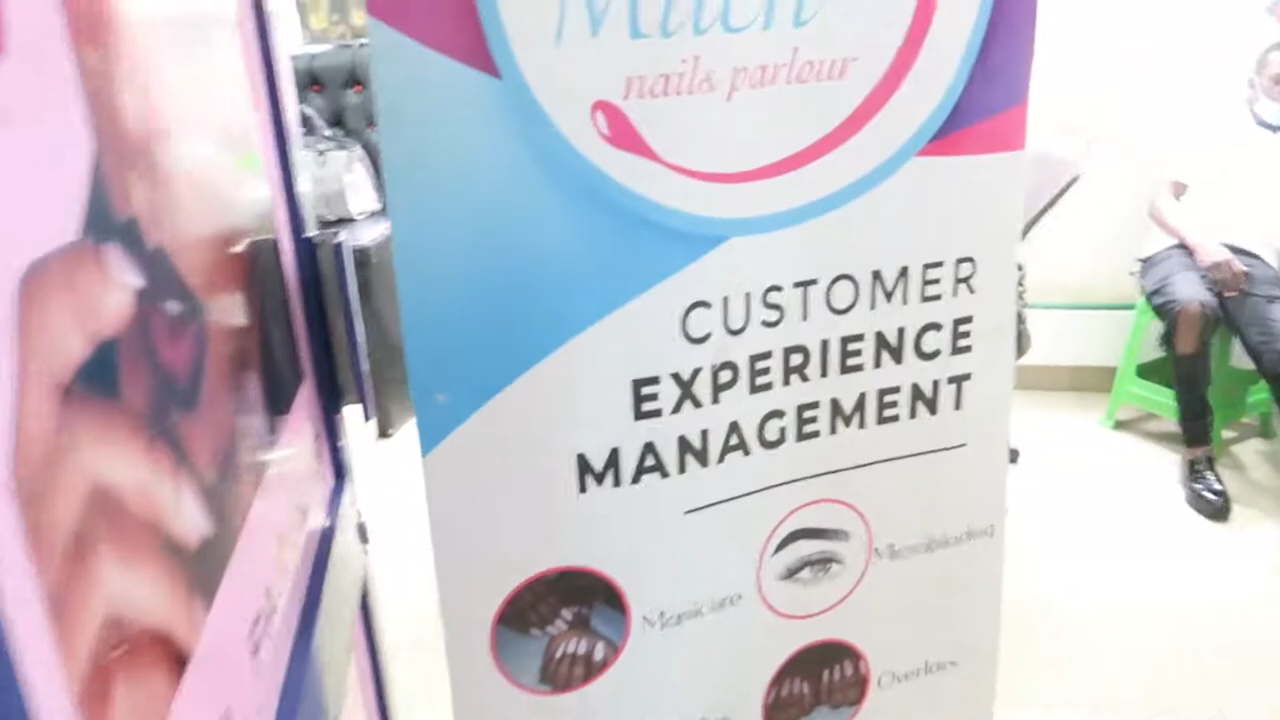 nails parlour
CUSTOMER
EXPERIENCE
MANAGEMENT
Microblading
Manicure
Overlays